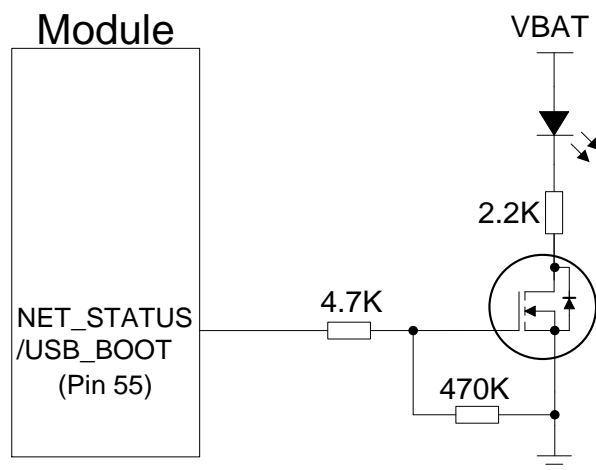 Module
VBAT
2.2K
4.7K
NET_STATUS
/USB_BOOT
(Pin 55)
470K